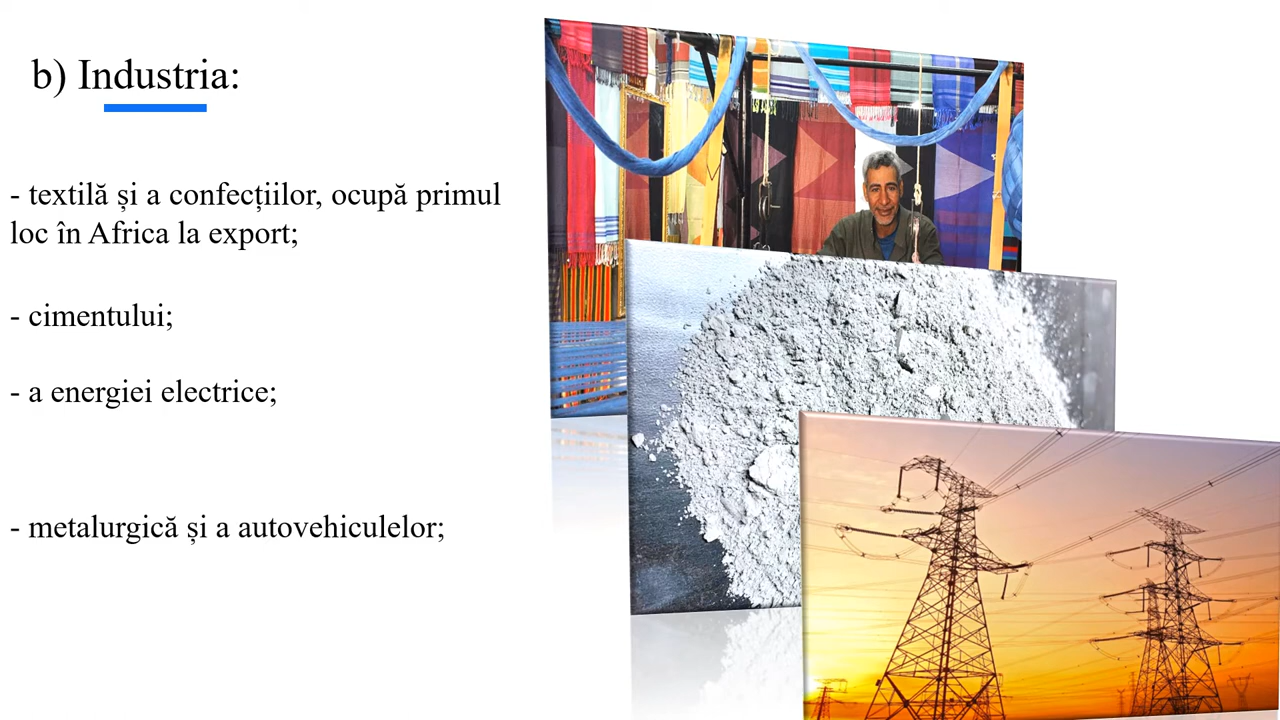 b) Industria:
- textilă și a confecțiilor, ocupă primul
loc în Africa la export;
- cimentului;
- a energiei electrice;
- metalurgică și a autovehiculelor;